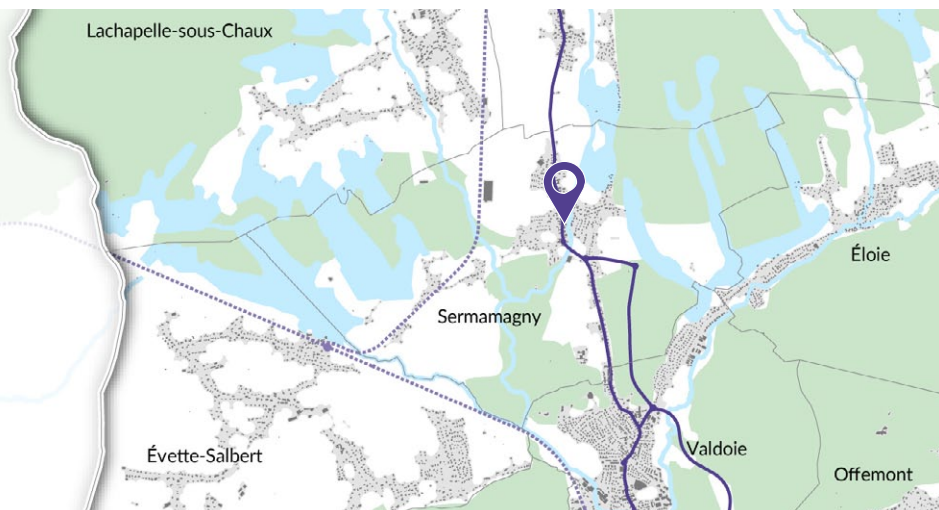 Lachapelle-sous-Chaux
Éloie
Sermamagny
Évette-Salbert
Valdoie
Offemont